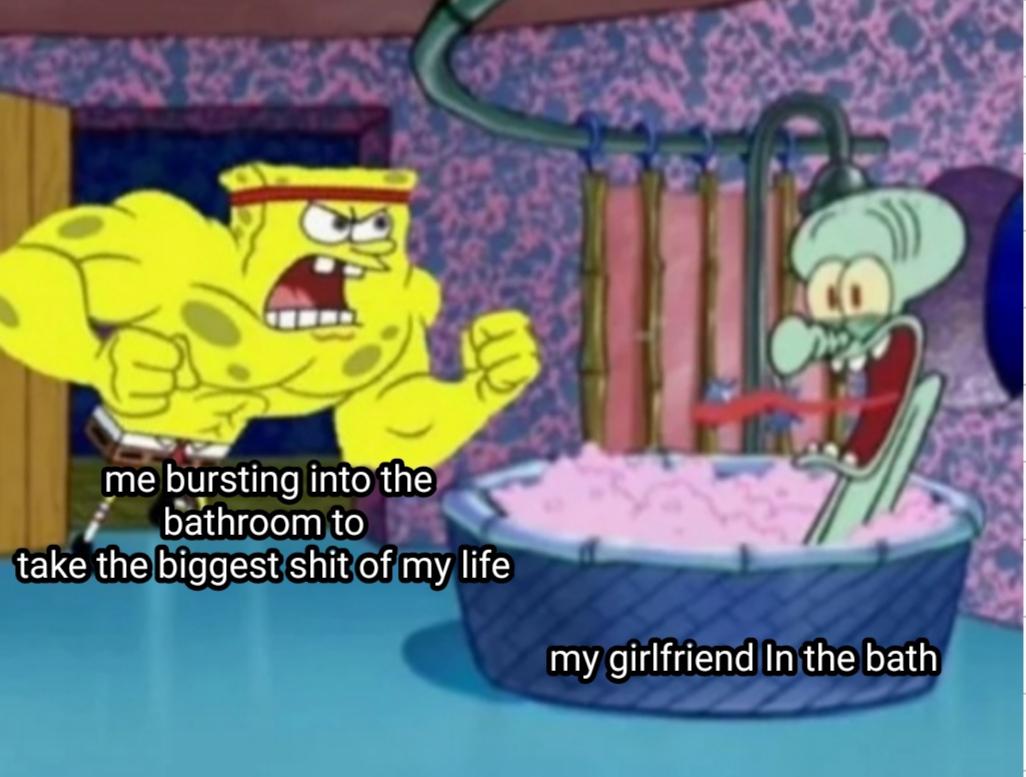 me bursting into the
bathroom to
take the biggest shit of my life
my girlfriend In the bath